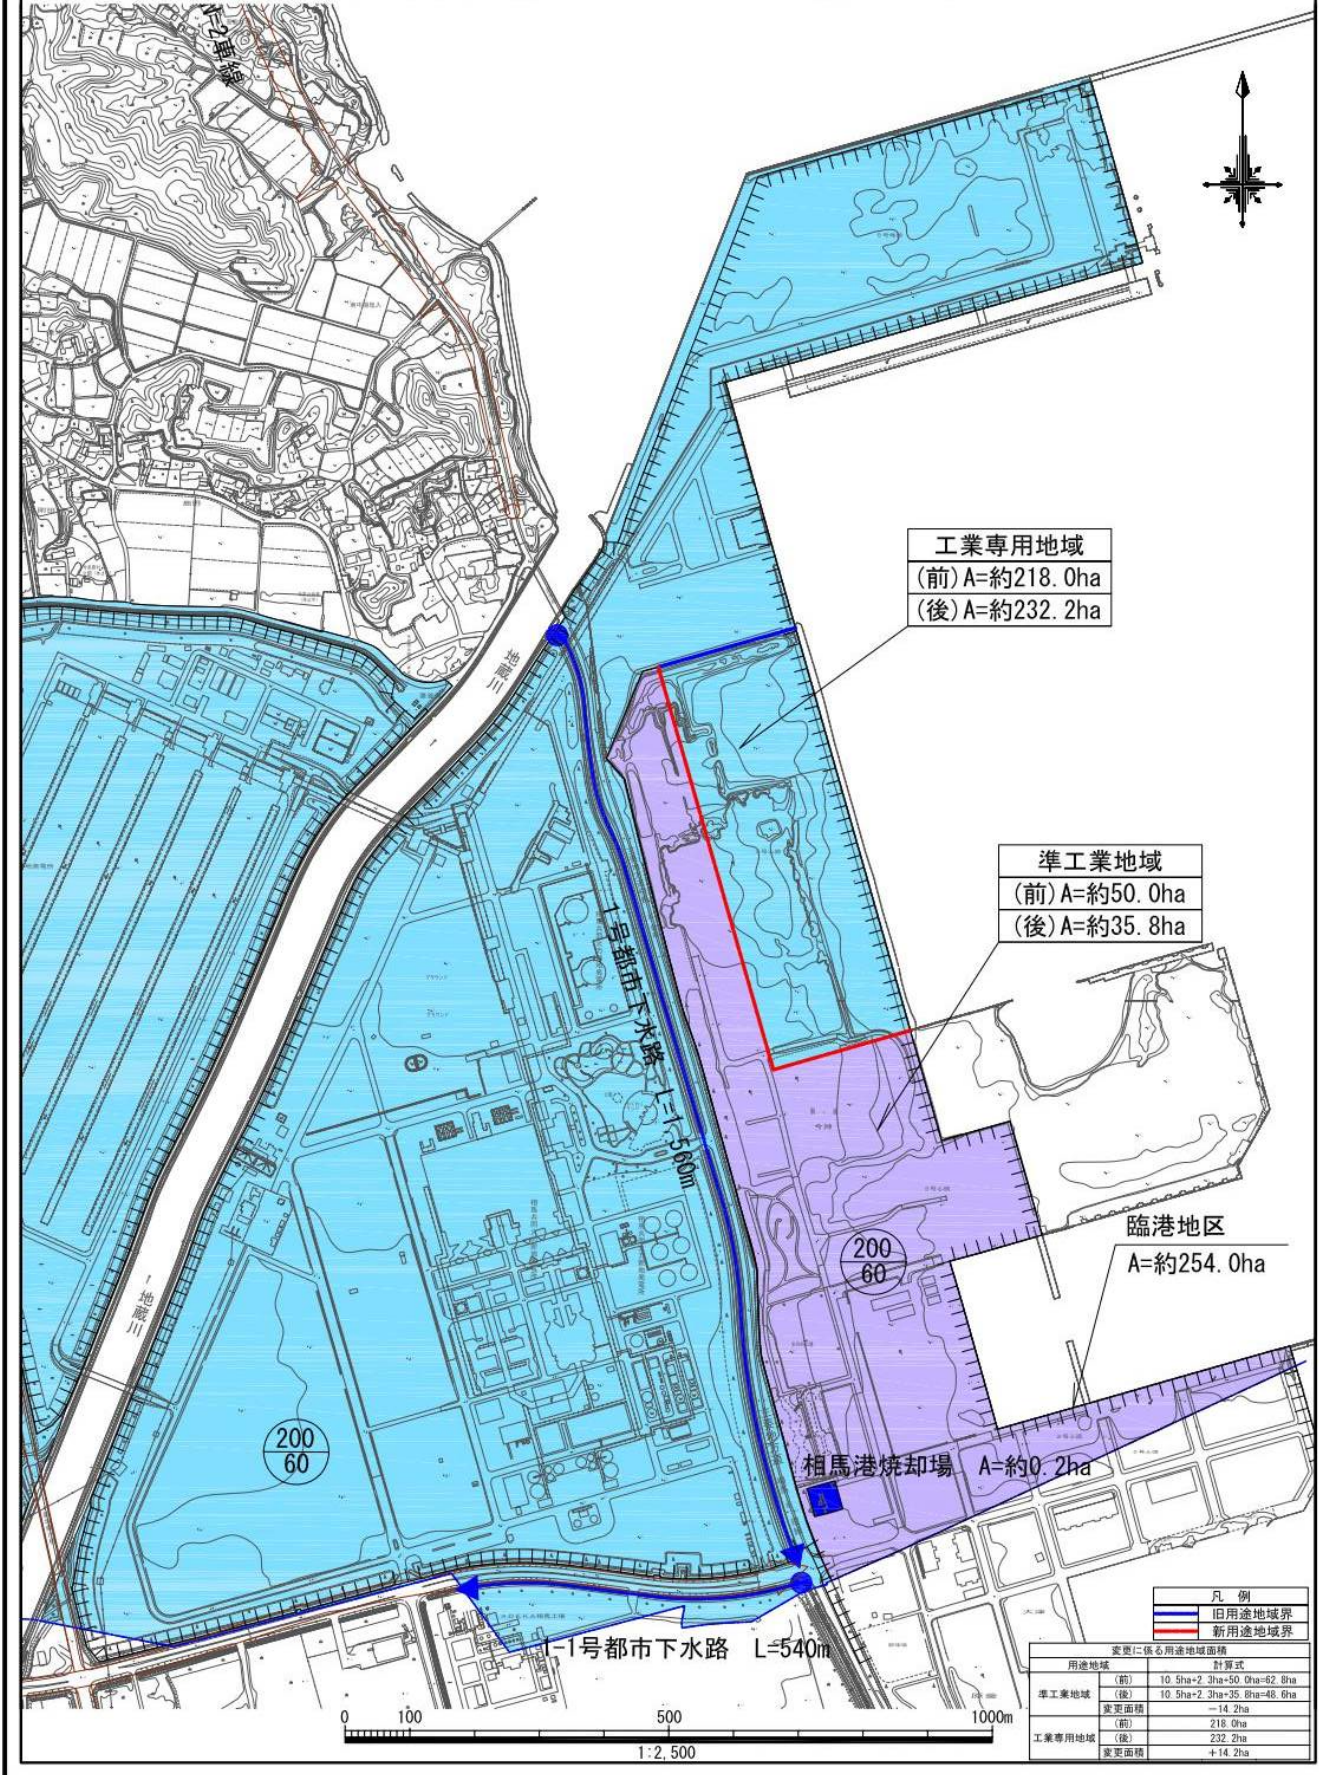 W=2車線
工業専用地域
(前)A=約218.0ha
(後)A=約232.2ha
地蔵川
準工業地域
(前)A=約50.0ha
(後)A=約35.8ha
1号都市下水路 L=1,560m
臨港地区
A=約254.0ha
200
60
地蔵川
200
60
相馬港焼却場 A=約0.2ha
1-1号都市下水路 L=540m
凡 例
旧用途地域界
新用途地域界
変更に係る用途地域面積
用途地域 計算式
準工業地域
(前) 10.5ha+2.3ha+50.0ha=62.8ha
(後) 10.5ha+2.3ha+35.8ha=48.6ha
変更面積 -14.2ha
工業専用地域
(前) 218.0ha
(後) 232.2ha
変更面積 +14.2ha
0 100 500 1000m
1:2,500